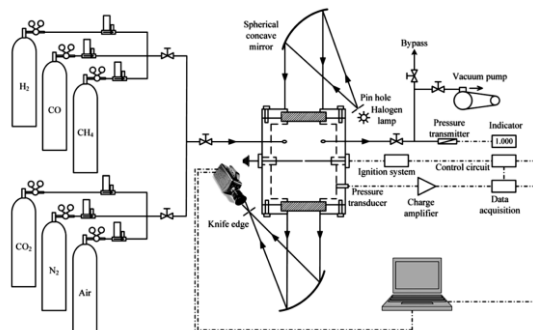 Spherical
concave
mirror
Bypass
Vacuum pump
H₂
CO
CH₄
Pin hole
Halogen
lamp
Pressure
transmitter
Indicator
1.000
Ignition system
Control circuit
Pressure
transducer
Charge
amplifier
Data
acquisition
Knife edge
CO₂
N₂
Air